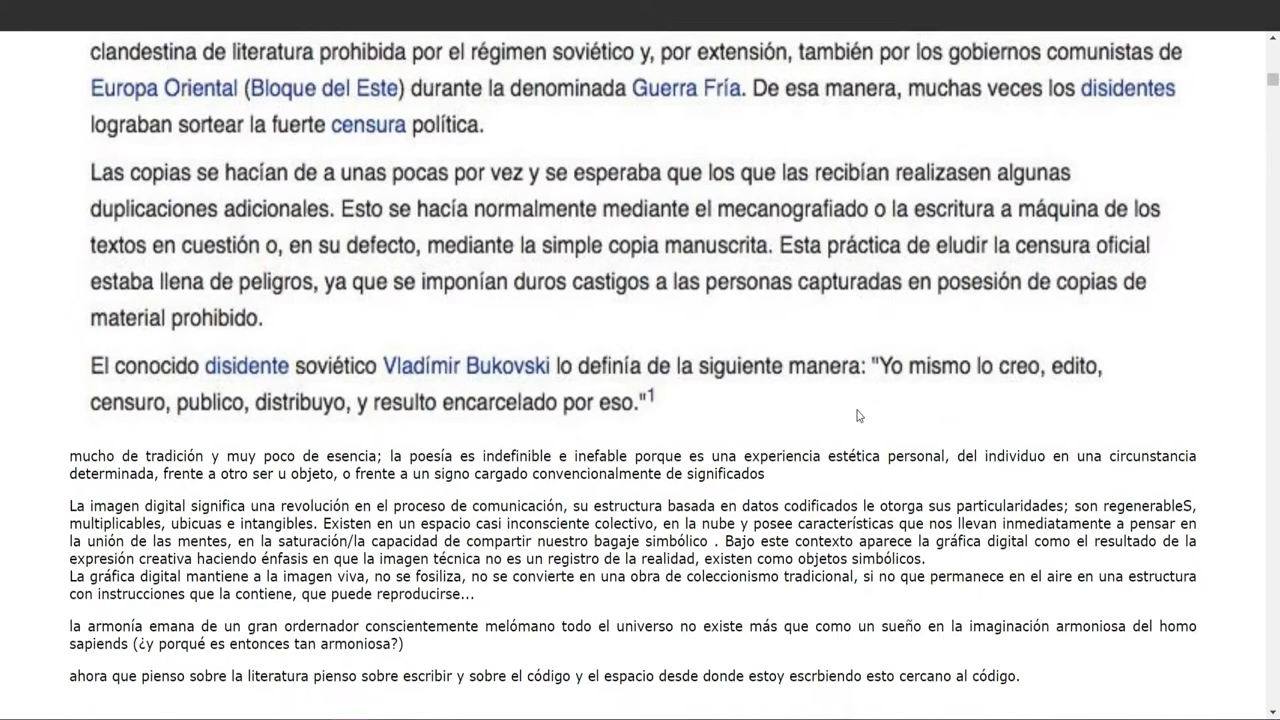 clandestina de literatura prohibida por el régimen soviético y, por extensión, también por los gobiernos comunistas de
Europa Oriental (Bloque del Este) durante la denominada Guerra Fría. De esa manera, muchas veces los disidentes
lograban sortear la fuerte censura política.
Las copias se hacían de a unas pocas por vez y se esperaba que los que las recibían realizasen algunas
duplicaciones adicionales. Esto se hacía normalmente mediante el mecanografiado o la escritura a máquina de los
textos en cuestión o, en su defecto, mediante la simple copia manuscrita. Esta práctica de eludir la censura oficial
estaba llena de peligros, ya que se imponían duros castigos a las personas capturadas en posesión de copias de
material prohibido.
El conocido disidente soviético Vladímir Bukovski lo definía de la siguiente manera: "Yo mismo lo creo, edito,
censuro, publico, distribuyo, y resulto encarcelado por eso."1
mucho de tradición y muy poco de esencia; la poesía es indefinible e inefable porque es una experiencia estética personal, del individuo en una circunstancia
determinada, frente a otro ser u objeto, o frente a un signo cargado convencionalmente de significados
La imagen digital significa una revolución en el proceso de comunicación, su estructura basada en datos codificados le otorga sus particularidades; son regenerableS,
multiplicables, ubicuas e intangibles. Existen en un espacio casi inconsciente colectivo, en la nube y posee características que nos llevan inmediatamente a pensar en
la unión de las mentes, en la saturación/la capacidad de compartir nuestro bagaje simbólico . Bajo este contexto aparece la gráfica digital como el resultado de la
expresión creativa haciendo énfasis en que la imagen técnica no es un registro de la realidad, existen como objetos simbólicos.
La gráfica digital mantiene a la imagen viva, no se fosiliza, no se convierte en una obra de coleccionismo tradicional, si no que permanece en el aire en una estructura
con instrucciones que la contiene, que puede reproducirse...
la armonía emana de un gran ordernador conscientemente melómano todo el universo no existe más que como un sueño en la imaginación armoniosa del homo
sapiends (¿y porqué es entonces tan armoniosa?)
ahora que pienso sobre la literatura pienso sobre escribir y sobre el código y el espacio desde donde estoy escrbiendo esto cercano al código.